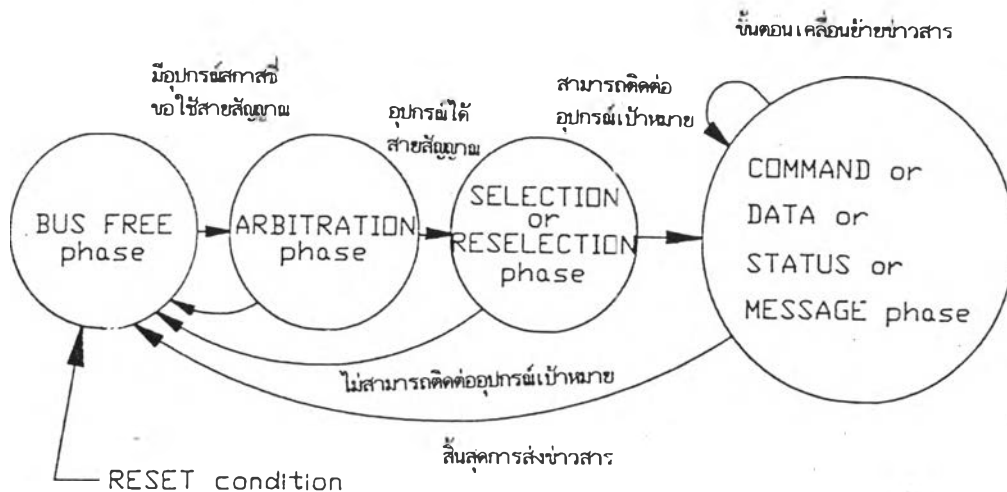 ขั้นตอนเคลื่อนย้ายข่าวสาร
มีอุปกรณ์สกาสซี่
ขอใช้สายสัญญาณ
อุปกรณ์ได้
สายสัญญาณ
สามารถติดต่อ
อุปกรณ์เป้าหมาย
BUS FREE
phase
ARBITRATION
phase
SELECTION
or
RESELECTION
phase
COMMAND or
DATA or
STATUS or
MESSAGE phase
ไม่สามารถติดต่ออุปกรณ์เป้าหมาย
สิ้นสุดการส่งข่าวสาร
RESET condition